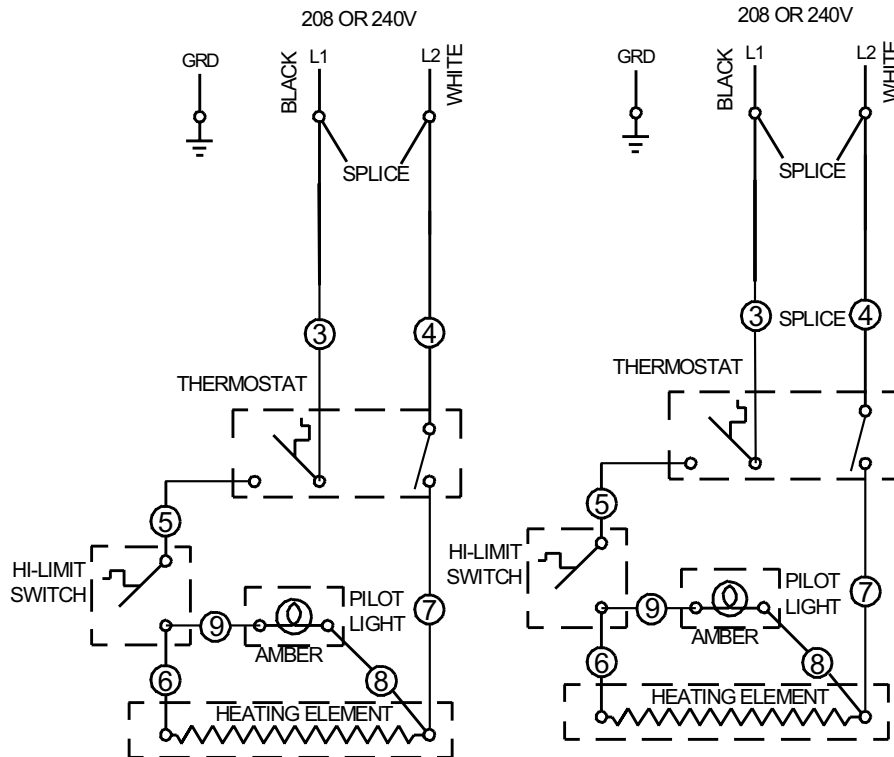 208 OR 240V
GRD
BLACK
L1
L2
WHITE
SPLICE
3
4
THERMOSTAT
5
HI-LIMIT
SWITCH
9
PILOT
LIGHT
7
AMBER
6
8
HEATING ELEMENT
208 OR 240V
GRD
BLACK
L1
L2
WHITE
SPLICE
3
SPLICE
4
THERMOSTAT
5
HI-LIMIT
SWITCH
9
PILOT
LIGHT
7
AMBER
6
8
HEATING ELEMENT